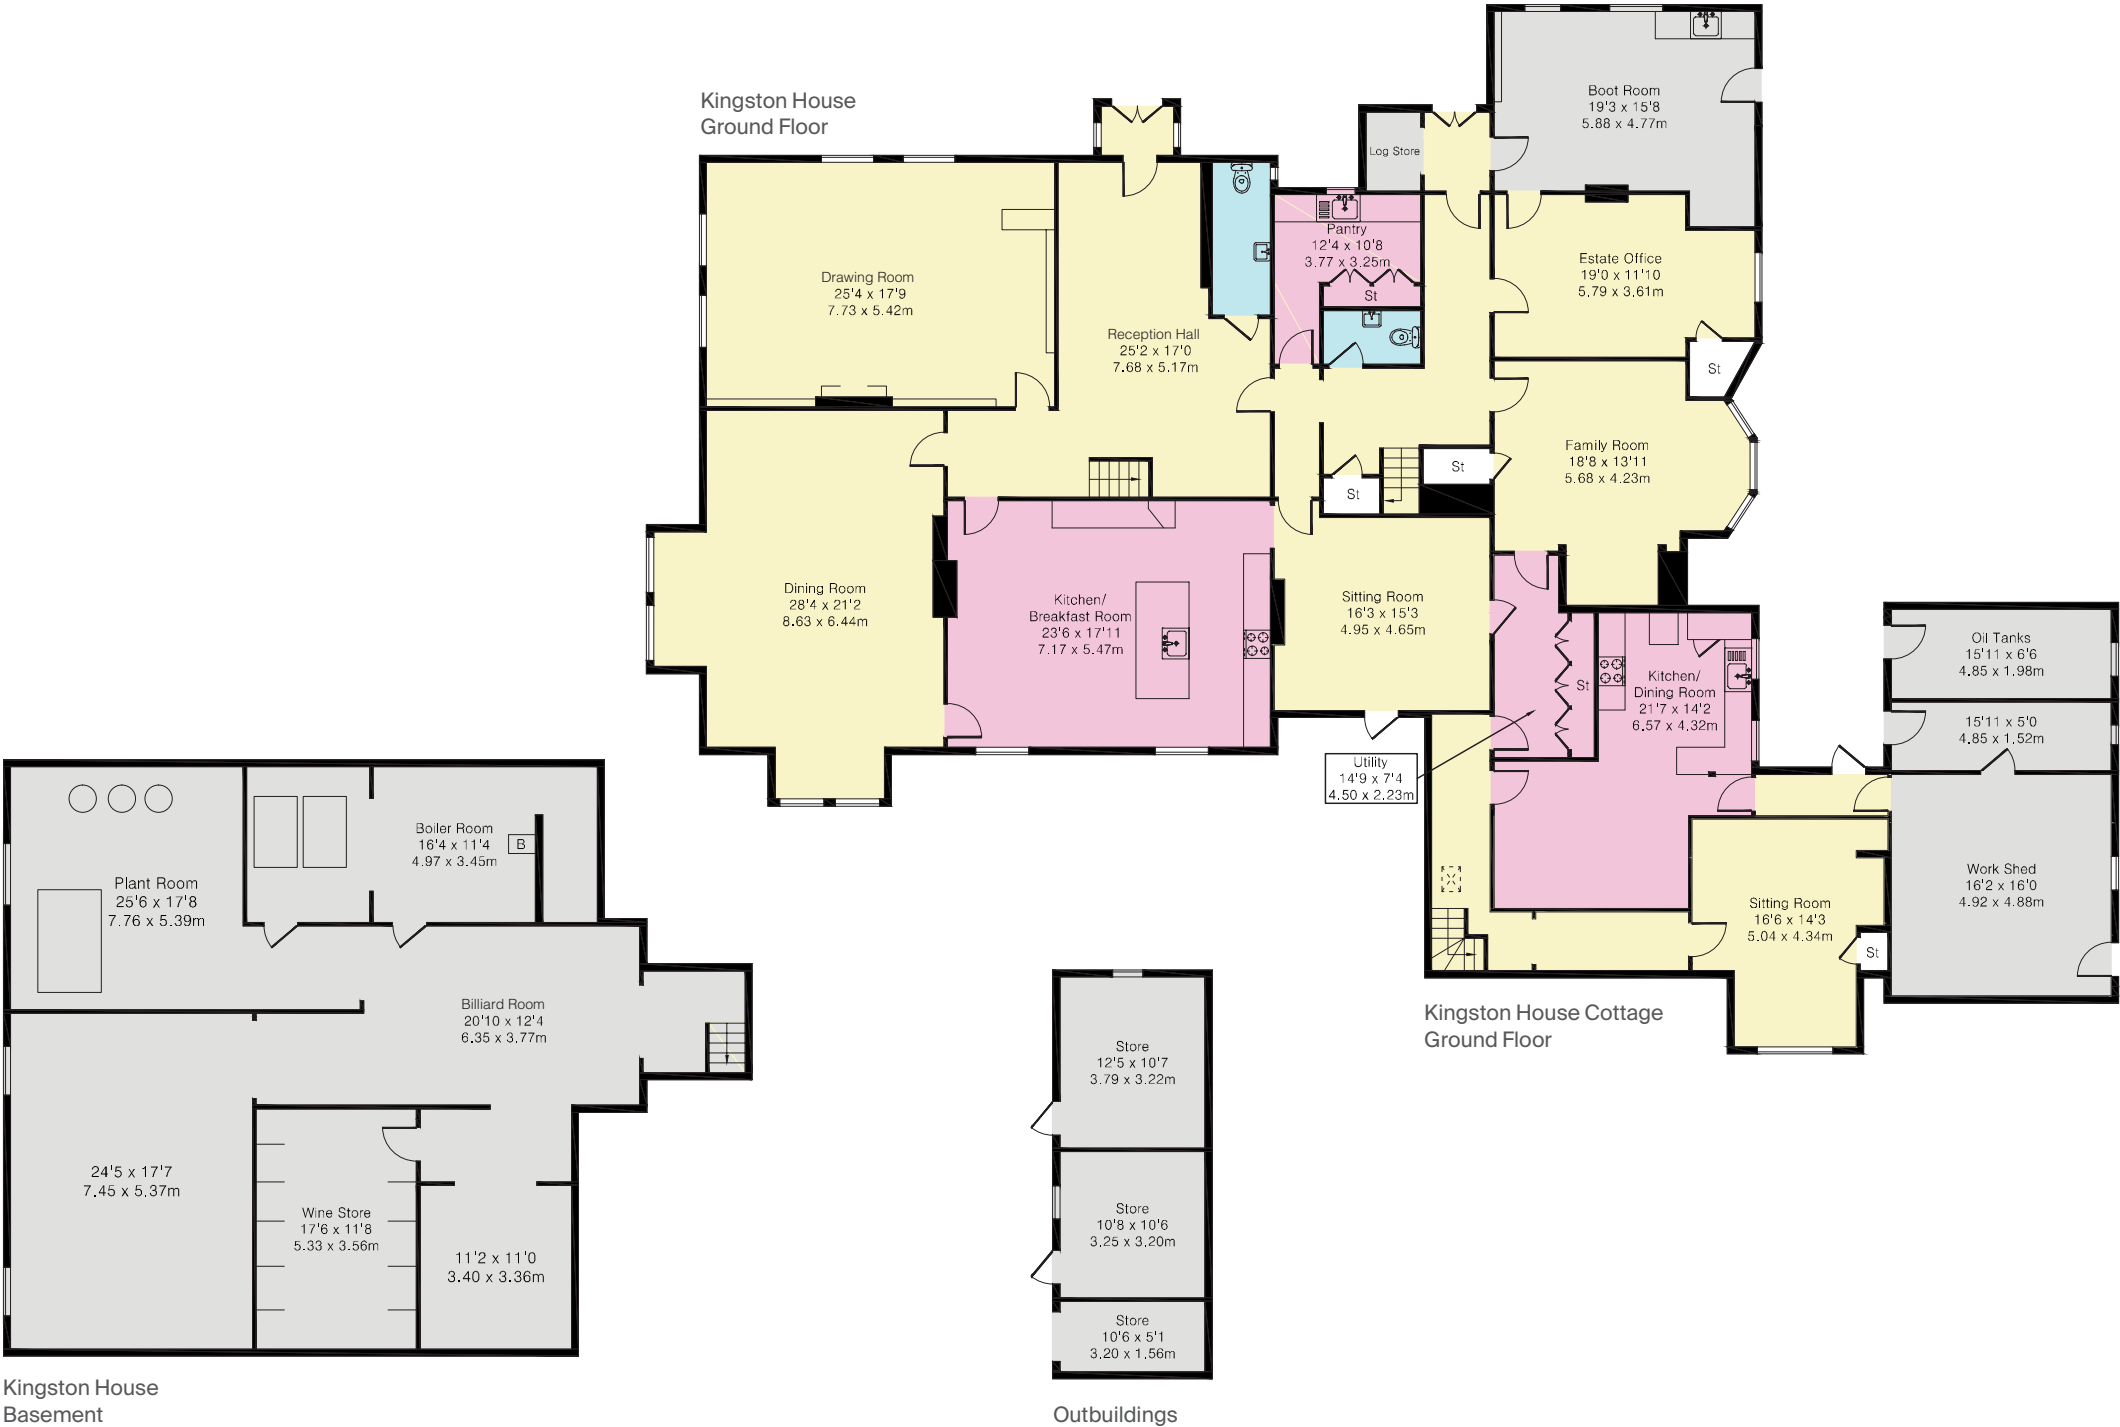 Kingston House
Ground Floor
Boot Room
19'3 x 15'8
5.88 x 4.77m
Log Store
Pantry
12'4 x 10'8
3.77 x 3.25m
St
Estate Office
19'0 x 11'10
5.79 x 3.61m
St
Drawing Room
25'4 x 17'9
7.73 x 5.42m
Reception Hall
25'2 x 17'0
7.68 x 5.17m
Family Room
18'8 x 13'11
5.68 x 4.23m
St
St
Dining Room
28'4 x 21'2
8.63 x 6.44m
Kitchen/
Breakfast Room
23'6 x 17'11
7.17 x 5.47m
Sitting Room
16'3 x 15'3
4.95 x 4.65m
St
Kitchen/
Dining Room
21'7 x 14'2
6.57 x 4.32m
Oil Tanks
15'11 x 6'6
4.85 x 1.98m
15'11 x 5'0
4.85 x 1.52m
Utility
14'9 x 7'4
4.50 x 2.23m
Work Shed
16'2 x 16'0
4.92 x 4.88m
Sitting Room
16'6 x 14'3
5.04 x 4.34m
St
Kingston House Cottage
Ground Floor
Boiler Room
16'4 x 11'4
4.97 x 3.45m
B
Plant Room
25'6 x 17'8
7.76 x 5.39m
Billiard Room
20'10 x 12'4
6.35 x 3.77m
24'5 x 17'7
7.45 x 5.37m
Wine Store
17'6 x 11'8
5.33 x 3.56m
11'2 x 11'0
3.40 x 3.36m
Kingston House
Basement
Store
12'5 x 10'7
3.79 x 3.22m
Store
10'8 x 10'6
3.25 x 3.20m
Store
10'6 x 5'1
3.20 x 1.56m
Outbuildings